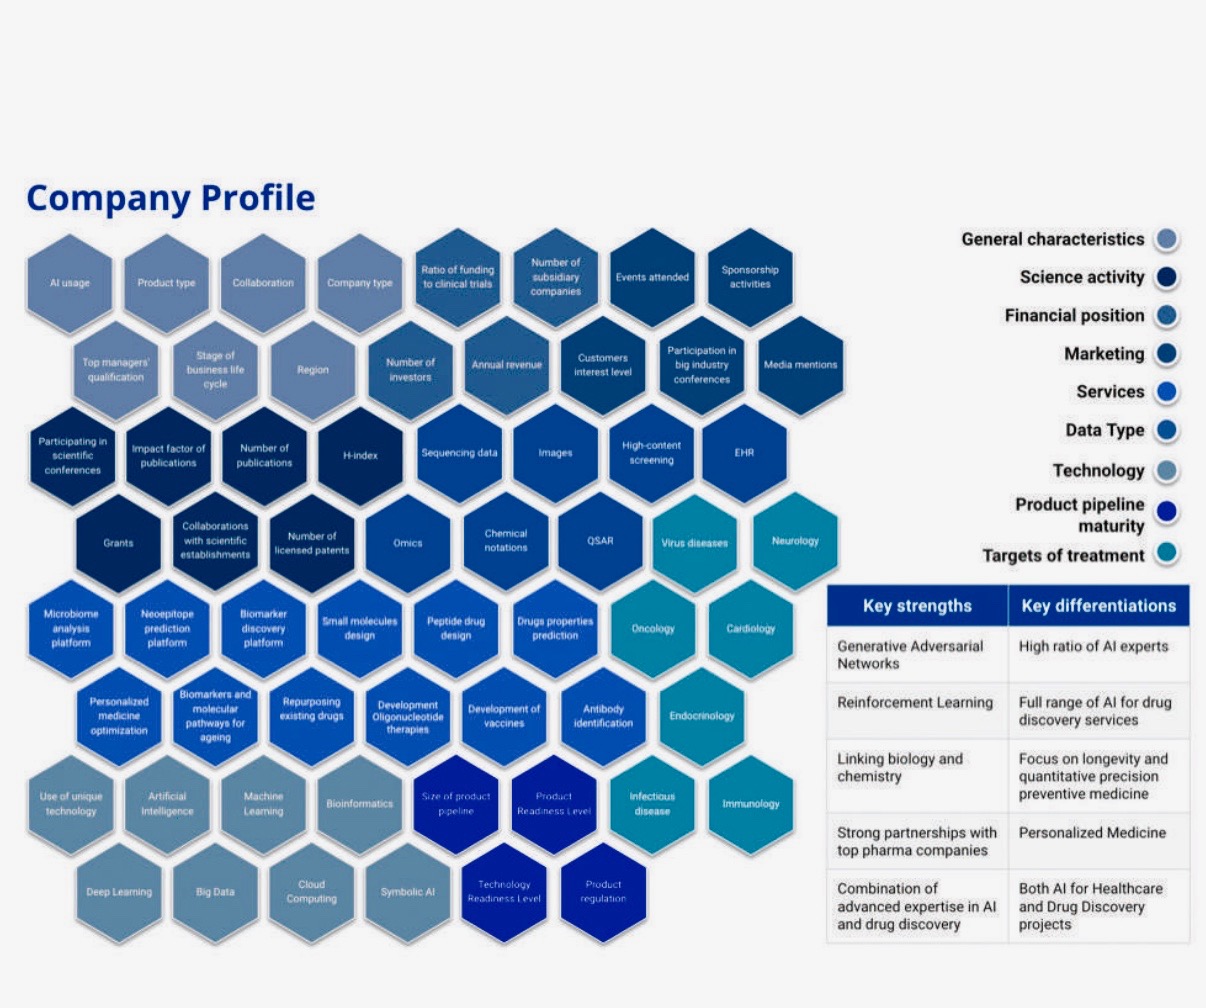 Company Profile
AI usage
Product type
Collaboration
Company type
Ratio of funding
to clinical trials
Number of
subsidiary
companies
Events attended
Sponsorship
activities
Top managers'
qualification
Stage of
business life
cycle
Region
Number of
investors
Annual revenue
Customers
interest level
Participation in
big industry
conferences
Media mentions
Participating in
scientific
conferences
Impact factor of
publications
Number of
publications
H-index
Sequencing data
Images
High-content
screening
EHR
Grants
Collaborations
with scientific
establishments
Number of
licensed patents
Omics
Chemical
notations
QSAR
Virus diseases
Neurology
Microbiome
analysis
platform
Neoepitope
prediction
platform
Biomarker
discovery
platform
Small molecules
design
Peptide drug
design
Drugs properties
prediction
Oncology
Cardiology
Personalized
medicine
optimization
Biomarkers and
molecular
pathways for
ageing
Repurposing
existing drugs
Development
Oligonucleotide
therapies
Development of
vaccines
Antibody
identification
Endocrinology
Use of unique
technology
Artificial
Intelligence
Machine
Learning
Bioinformatics
Size of product
pipeline
Product
Readiness Level
Infectious
disease
Immunology
Deep Learning
Big Data
Cloud
Computing
Symbolic AI
Technology
Readiness Level
Product
regulation
General characteristics
Science activity
Financial position
Marketing
Services
Data Type
Technology
Product pipeline
maturity
Targets of treatment
Key strengths
Key differentiations
Generative Adversarial
Networks
High ratio of AI experts
Reinforcement Learning
Full range of AI for drug
discovery services
Linking biology and
chemistry
Focus on longevity and
quantitative precision
preventive medicine
Strong partnerships with
top pharma companies
Personalized Medicine
Combination of
advanced expertise in AI
and drug discovery
Both AI for Healthcare
and Drug Discovery
projects